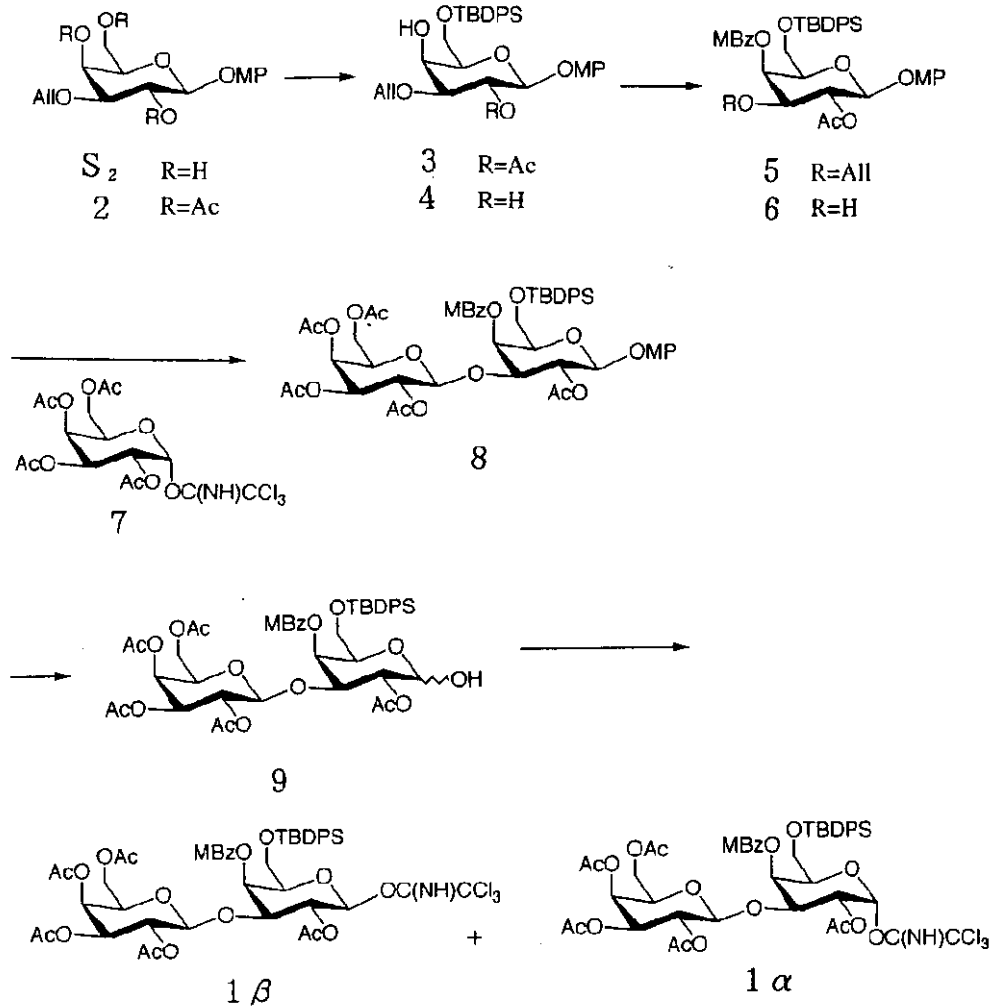 OR
RO
O
OMP
AllO
RO
S₂ R=H
2 R=Ac
OTBDPS
HO
O
OMP
AllO
RO
3 R=Ac
4 R=H
OTBDPS
MBzO
O
OMP
RO
AcO
5 R=All
6 R=H
OAc
AcO
O
AcO
AcO
OC(NH)CCl₃
7
OAc
AcO
O
AcO
AcO
O
OTBDPS
MBzO
O
OMP
AcO
8
OAc
AcO
O
AcO
AcO
O
OTBDPS
MBzO
O
OH
AcO
9
OAc
AcO
O
AcO
AcO
O
OTBDPS
MBzO
O
OC(NH)CCl₃
AcO
1 β
+
OAc
AcO
O
AcO
AcO
O
OTBDPS
MBzO
O
AcO
OC(NH)CCl₃
1 α